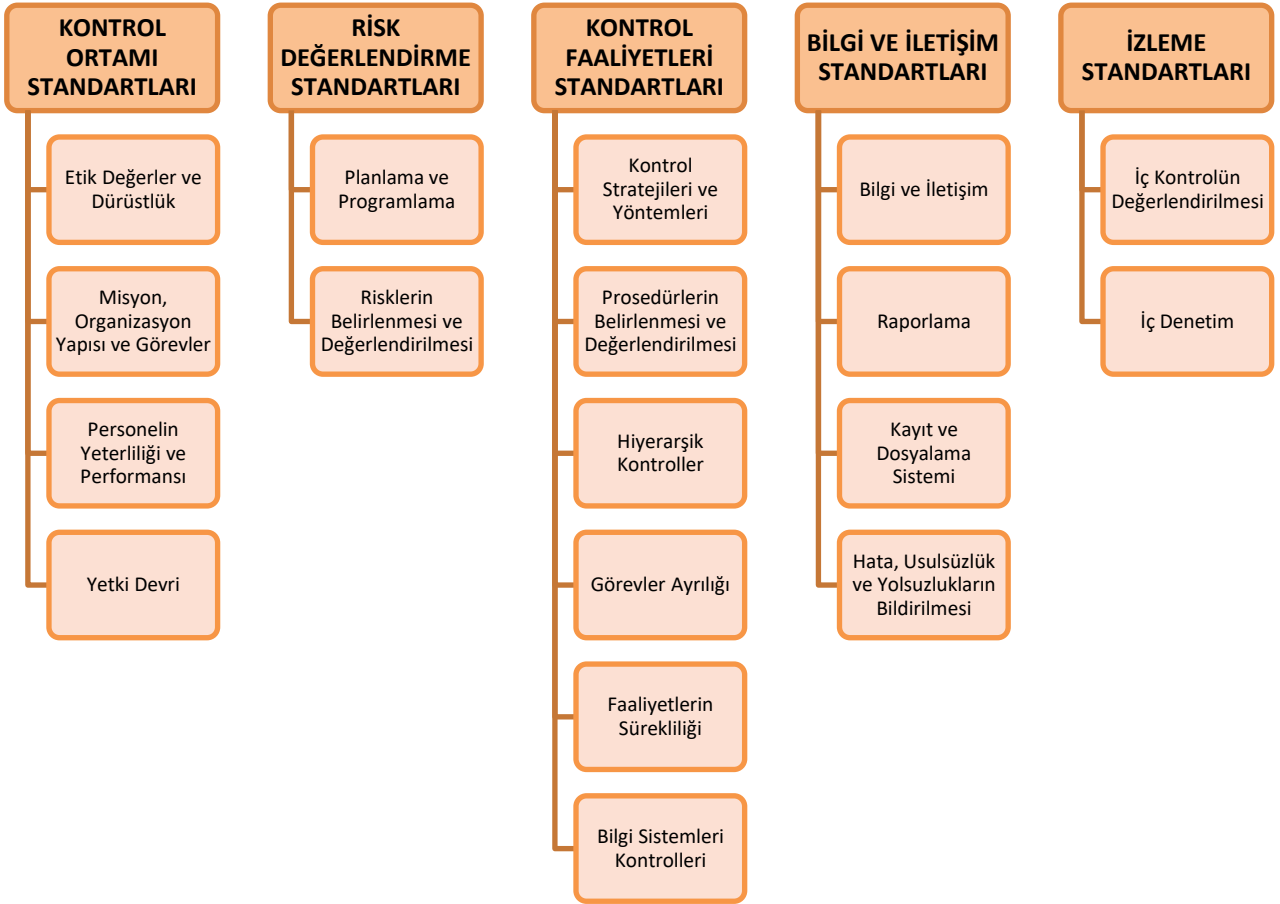 KONTROL
ORTAMI
STANDARTLARI
Etik Değerler ve
Dürüstlük
Misyon,
Organizasyon
Yapısı ve Görevler
Personelin
Yeterliliği ve
Performansı
Yetki Devri
RİSK
DEĞERLENDİRME
STANDARTLARI
Planlama ve
Programlama
Risklerin
Belirlenmesi ve
Değerlendirilmesi
KONTROL
FAALİYETLERİ
STANDARTLARI
Kontrol
Stratejileri ve
Yöntemleri
Prosedürlerin
Belirlenmesi ve
Değerlendirilmesi
Hiyerarşik
Kontroller
Görevler Ayrılığı
Faaliyetlerin
Sürekliliği
Bilgi Sistemleri
Kontrolleri
BİLGİ VE İLETİŞİM
STANDARTLARI
Bilgi ve İletişim
Raporlama
Kayıt ve
Dosyalama
Sistemi
Hata, Usulsüzlük
ve Yolsuzlukların
Bildirilmesi
İZLEME
STANDARTLARI
İç Kontrolün
Değerlendirilmesi
İç Denetim